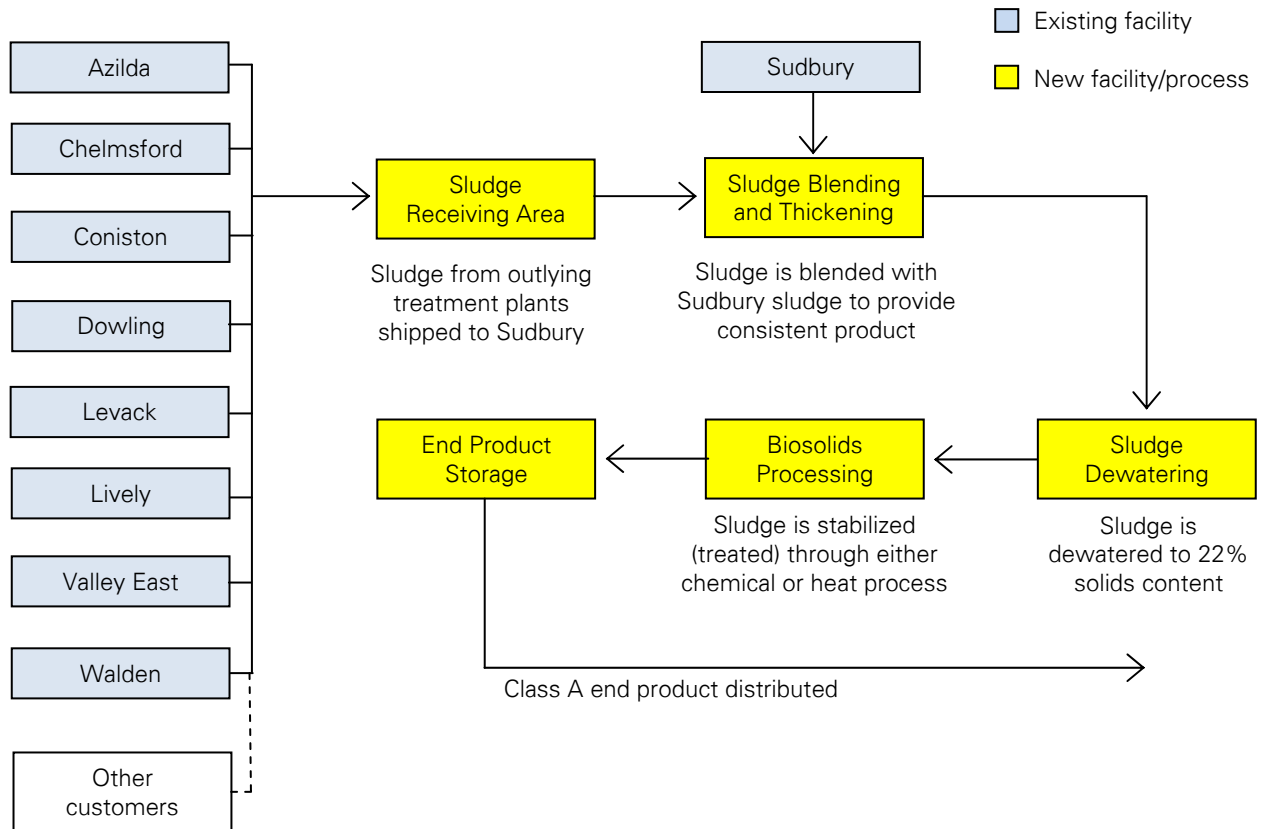 Existing facility
New facility/process
Azilda
Chelmsford
Coniston
Dowling
Levack
Lively
Valley East
Walden
Other
customers
Sudbury
Sludge
Receiving Area
Sludge from outlying
treatment plants
shipped to Sudbury
Sludge Blending
and Thickening
Sludge is blended with
Sudbury sludge to provide
consistent product
Sludge
Dewatering
Sludge is
dewatered to 22%
solids content
Biosolids
Processing
Sludge is stabilized
(treated) through either
chemical or heat process
End Product
Storage
Class A end product distributed